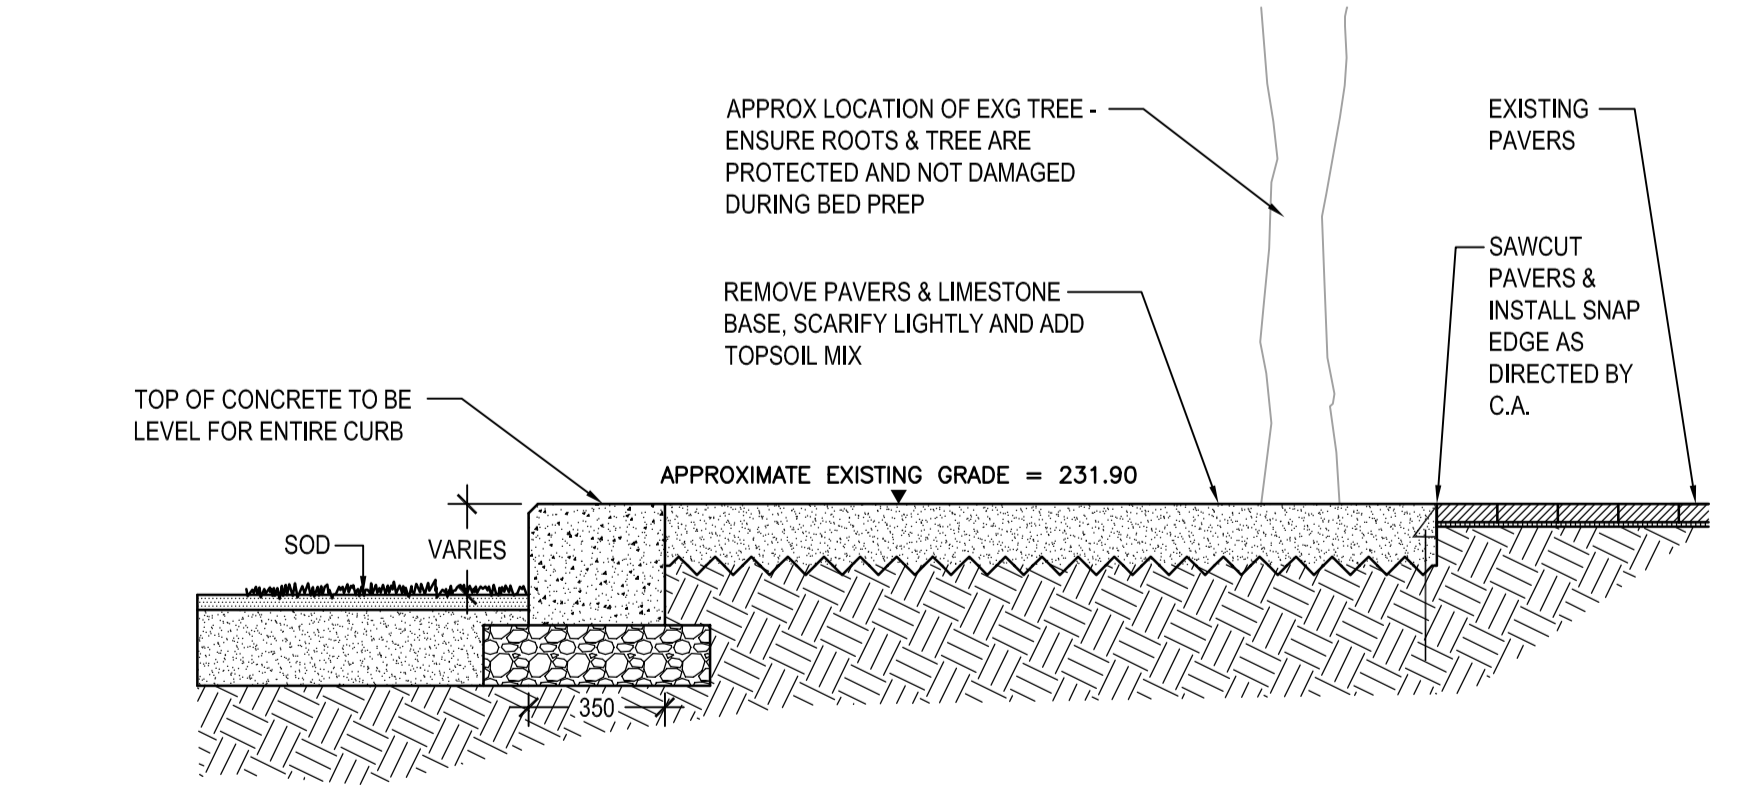 APPROX LOCATION OF EXG TREE -
ENSURE ROOTS & TREE ARE
PROTECTED AND NOT DAMAGED
DURING BED PREP
EXISTING
PAVERS
SAWCUT
PAVERS &
INSTALL SNAP
EDGE AS
DIRECTED BY
C.A.
REMOVE PAVERS & LIMESTONE
BASE, SCARIFY LIGHTLY AND ADD
TOPSOIL MIX
TOP OF CONCRETE TO BE
LEVEL FOR ENTIRE CURB
APPROXIMATE EXISTING GRADE = 231.90
SOD
VARIES
350